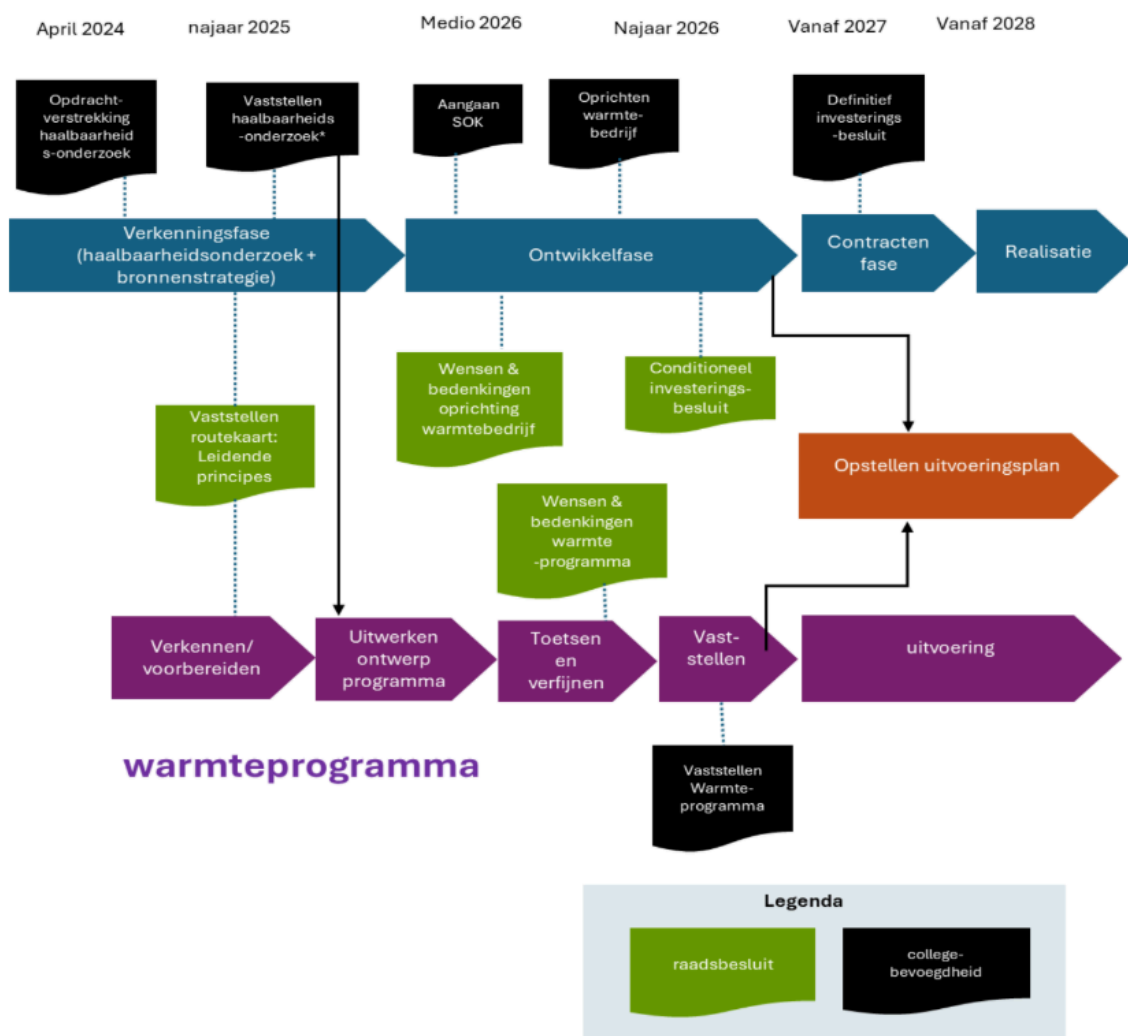 April 2024
najaar 2025
Medio 2026
Najaar 2026
Vanaf 2027
Vanaf 2028
Opdracht-
verstrekking
haalbaarheid
s-onderzoek
Vaststellen
haalbaarheids
-onderzoek*
Aangaan
SOK
Oprichten
warmte-
bedrijf
Definitief
investerings
-besluit
Verkenningsfase
(haalbaarheidsonderzoek +
bronnenstrategie)
Ontwikkelfase
Contracten
fase
Realisatie
Vaststellen
routekaart:
Leidende
principes
Wensen &
bedenkingen
oprichting
warmtebedrijf
Conditioneel
investerings-
besluit
Opstellen uitvoeringsplan
Wensen &
bedenkingen
warmte
-programma
Verkennen/
voorbereiden
Uitwerken
ontwerp
programma
Toetsen
en
verfijnen
Vast-
stellen
uitvoering
warmteprogramma
Vaststellen
Warmte-
programma
Legenda
raadsbesluit
college-
bevoegdheid